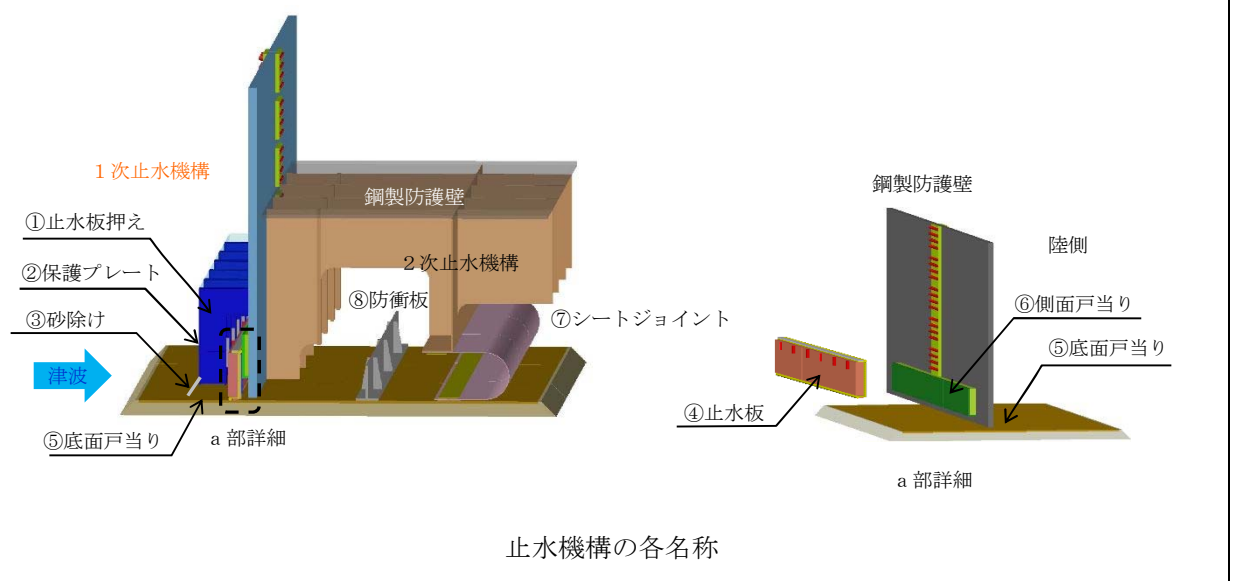 1次止水機構
①止水板押え
②保護プレート
③砂除け
津波
⑤底面戸当り
a 部詳細
鋼製防護壁
2次止水機構
⑧防衝板
⑦シートジョイント
鋼製防護壁
陸側
⑥側面戸当り
⑤底面戸当り
④止水板
a 部詳細
止水機構の各名称